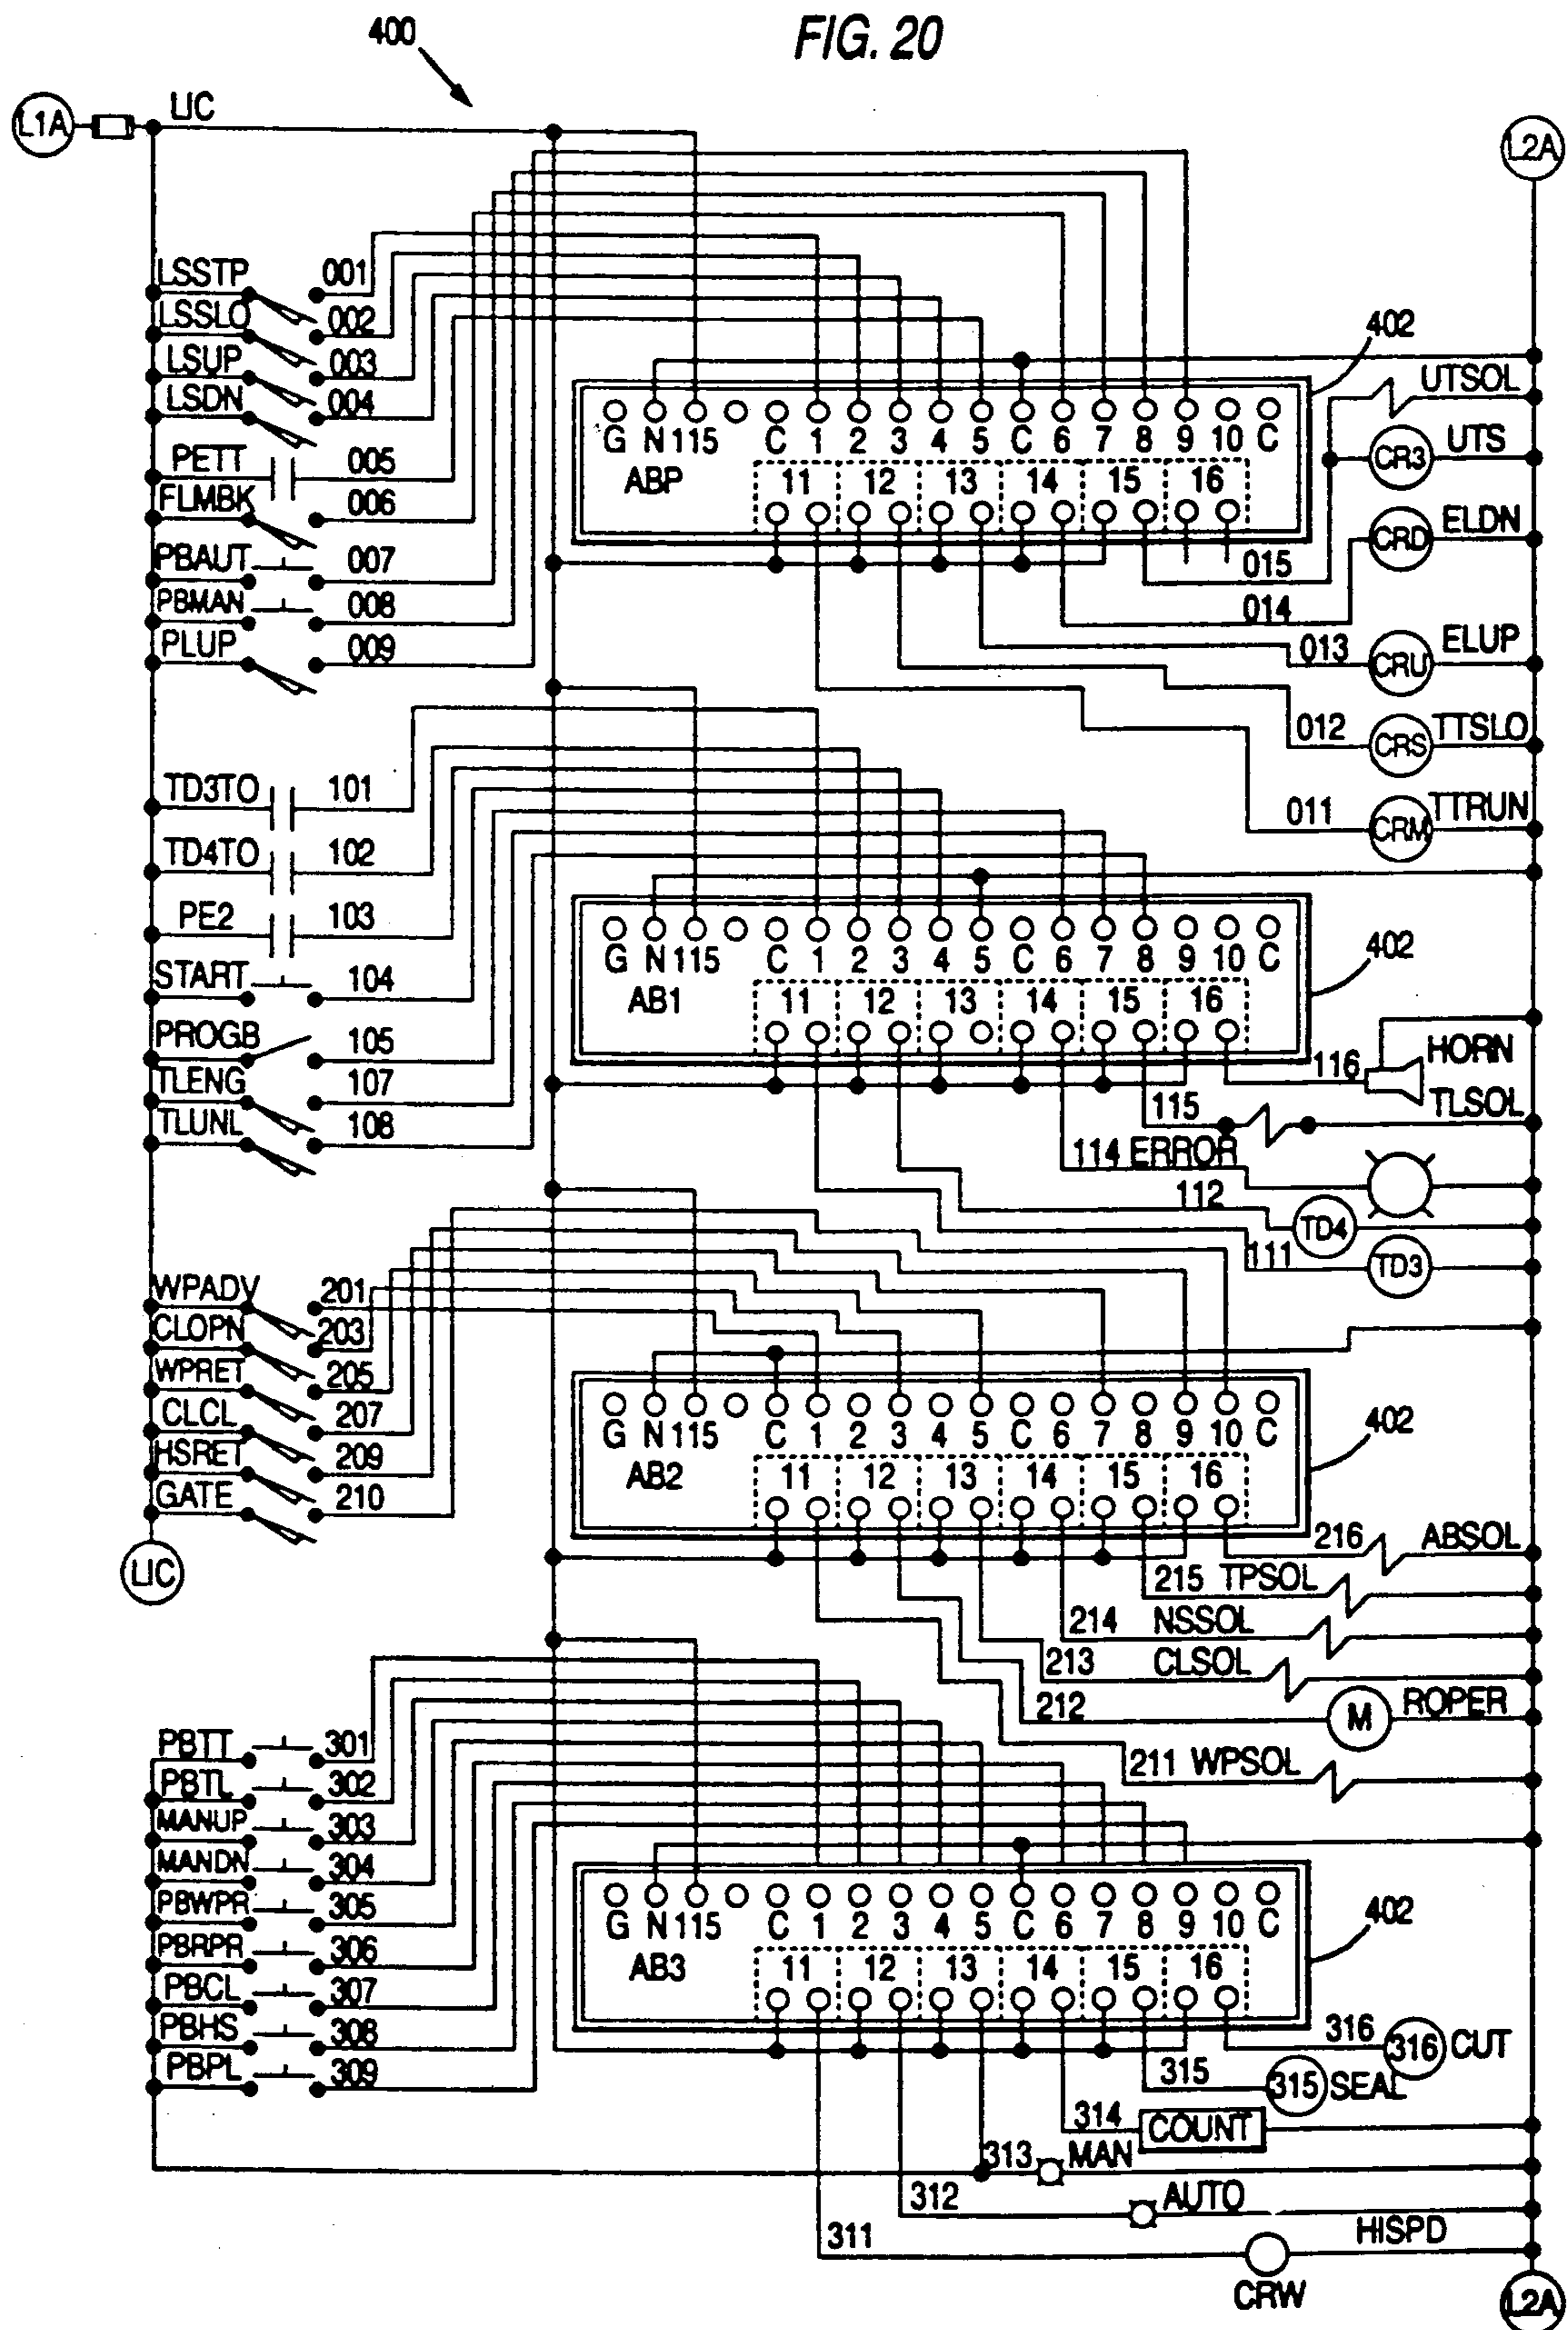 FIG. 20
400
L1A
LIC
L2A
LSSTP 001
LSSLO 002
LSUP 003
LSDN 004
PETT 005
FLMBK 006
PBAUT 007
PBMAN 008
PLUP 009
402
UTSOL
G N 115 C 1 2 3 4 5 C 6 7 8 9 10 C
ABP 11 12 13 14 15 16
CR3 UTS
015 CRD ELDN
014
013 CRU ELUP
012 CRS TTSLO
011 CRM TTRUN
TD3TO 101
TD4TO 102
PE2 103
START 104
PROGB 105
TLENG 107
TLUNL 108
G N 115 C 1 2 3 4 5 C 6 7 8 9 10 C
402
AB1 11 12 13 14 15 16
116 HORN
115 TLSOL
114 ERROR
112 TD4
111 TD3
WPADV 201
CLOPN 203
WPRET 205
CLCL 207
HSRET 209
GATE 210
LIC
G N 115 C 1 2 3 4 5 C 6 7 8 9 10 C
402
AB2 11 12 13 14 15 16
216 ABSOL
215 TPSOL
214 NSSOL
213 CLSOL
212 M ROPER
211 WPSOL
PBTT 301
PBTL 302
MANUP 303
MANDN 304
PBWPR 305
PBRPR 306
PBCL 307
PBHS 308
PBPL 309
G N 115 C 1 2 3 4 5 C 6 7 8 9 10 C
402
AB3 11 12 13 14 15 16
316 316 CUT
315 315 SEAL
314 COUNT
313 MAN
312 AUTO
311 HISPD
CRW
L2A